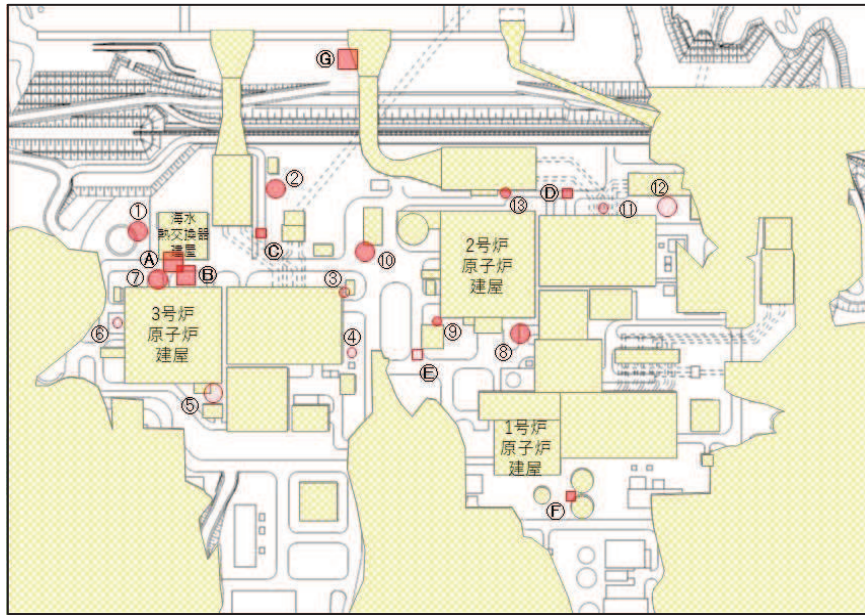 Ⓖ
②
Ⓓ
⑬
⑪
⑫
①
海水
熱交換器
建屋
Ⓒ
⑩
2号炉
原子炉
建屋
Ⓐ
Ⓑ
⑦
③
3号炉
原子炉
建屋
⑥
④
⑨
⑧
Ⓔ
⑤
1号炉
原子炉
建屋
Ⓕ